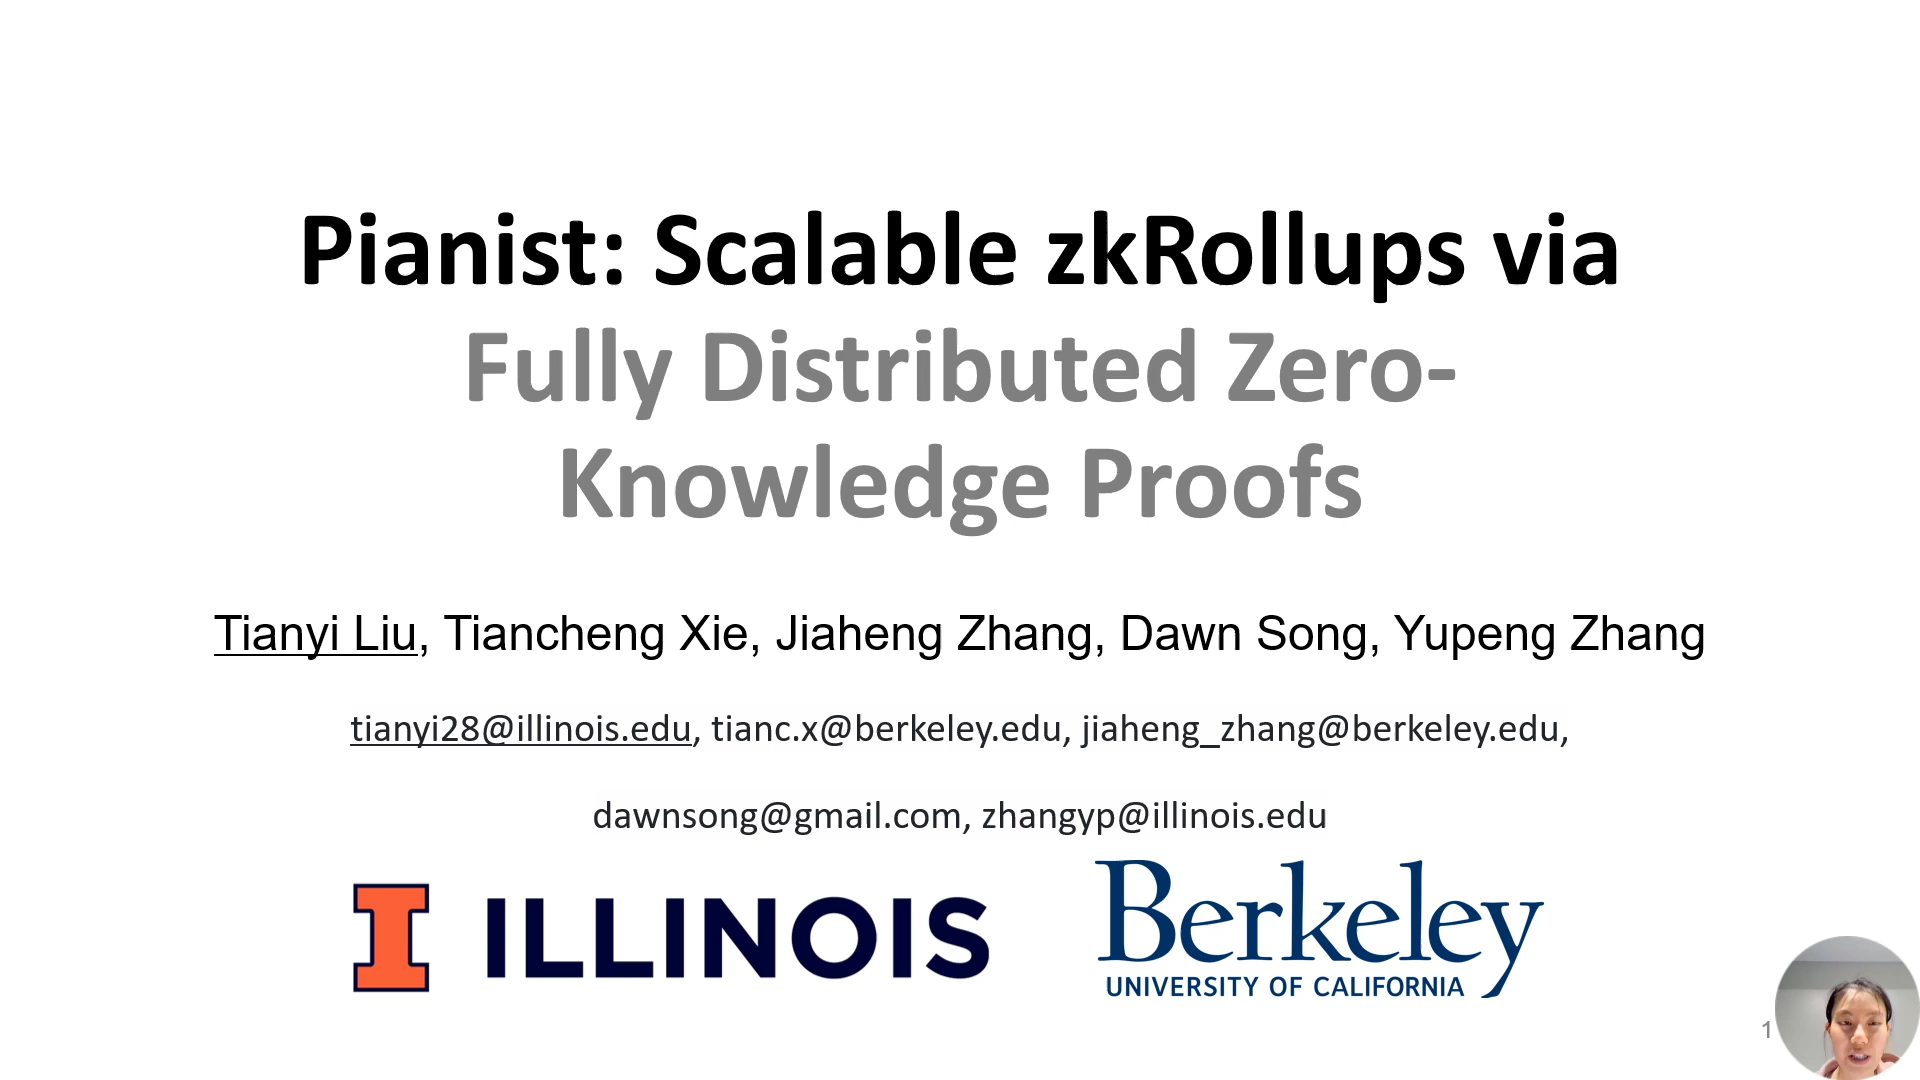 Pianist: Scalable zkRollups via
Fully Distributed Zero-
Knowledge Proofs
Tianyi Liu, Tiancheng Xie, Jiaheng Zhang, Dawn Song, Yupeng Zhang
tianyi28@illinois.edu, tianc.x@berkeley.edu, jiaheng_zhang@berkeley.edu,
dawnsong@gmail.com, zhangyp@illinois.edu
I ILLINOIS
Berkeley
UNIVERSITY OF CALIFORNIA
1